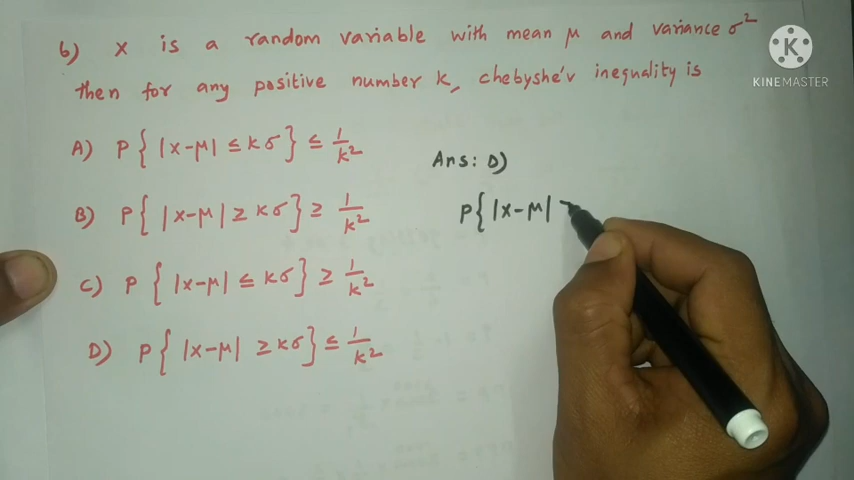 6) X is a random variable with mean μ and variance σ²
then for any positive number k, chebyshe'v inequality is
A) P{ |X-μ| ≤ kσ} ≤ 1/k²
B) P{ |X-μ| ≥ kσ} ≥ 1/k²
C) P { |X-μ| ≤ kσ} ≥ 1/k²
D) P{ |X-μ| ≥ kσ} ≤ 1/k²
Ans: D)
P{ |X-μ|
K
KINEMASTER